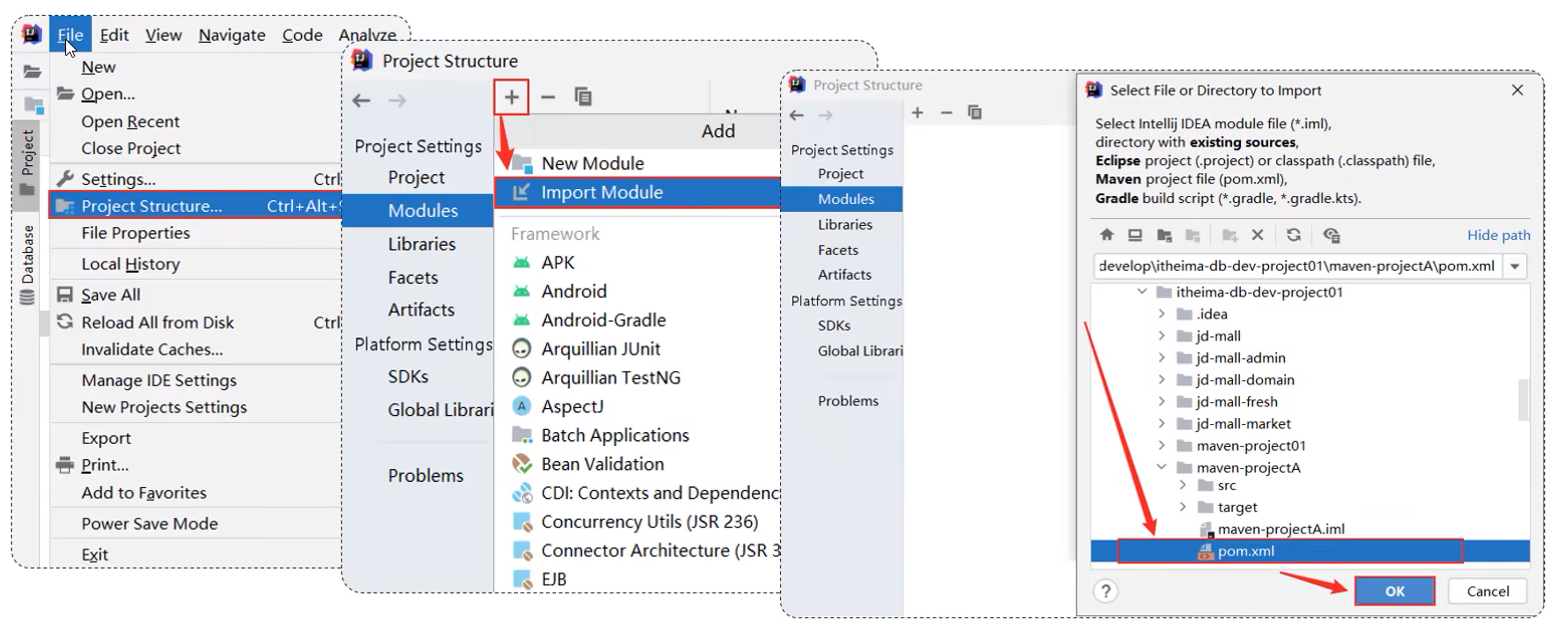 File Edit View Navigate Code Analyze
New
Open...
Open Recent
Close Project
Settings... Ctrl
Project Structure... Ctrl+Alt+
File Properties
Local History
Save All
Reload All from Disk Ctrl
Invalidate Caches...
Manage IDE Settings
New Projects Settings
Export
Print...
Add to Favorites
Power Save Mode
Exit
Project
Database
Project Structure
Add
Project Settings
Project
Modules
Libraries
Facets
Artifacts
Platform Settings
SDKs
Global Librari
Problems
New Module
Import Module
Framework
APK
Android
Android-Gradle
Arquillian JUnit
Arquillian TestNG
AspectJ
Batch Applications
Bean Validation
CDI: Contexts and Dependenc
Concurrency Utils (JSR 236)
Connector Architecture (JSR 3
EJB
Project Structure
Project Settings
Project
Modules
Libraries
Facets
Artifacts
Platform Settings
SDKs
Global Librari
Problems
Select File or Directory to Import
Select Intellij IDEA module file (*.iml),
directory with existing sources,
Eclipse project (.project) or classpath (.classpath) file,
Maven project file (pom.xml),
Gradle build script (*.gradle, *.gradle.kts).
Hide path
develop\itheima-db-dev-project01\maven-projectA\pom.xml
itheima-db-dev-project01
.idea
jd-mall
jd-mall-admin
jd-mall-domain
jd-mall-fresh
jd-mall-market
maven-project01
maven-projectA
src
target
maven-projectA.iml
pom.xml
? OK Cancel